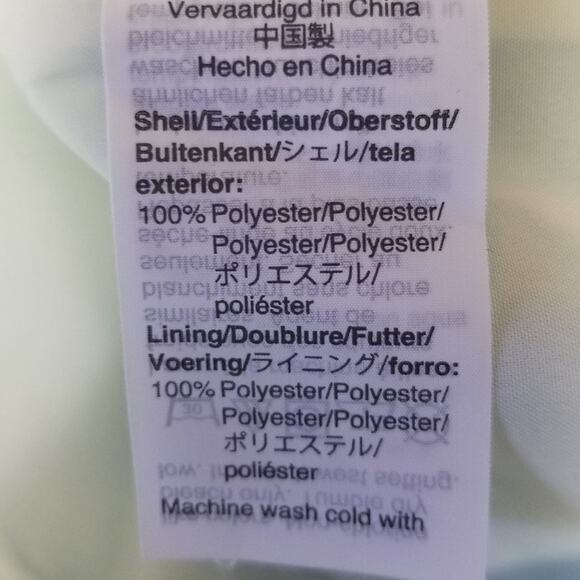 Vervaardigd in China
中国製
Hecho en China
Shell/Extérieur/Oberstoff/
Buitenkant/シェル/tela
exterior:
100% Polyester/Polyester/
Polyester/Polyester/
ポリエステル/
poliéster
Lining/Doublure/Futter/
Voering/ライニング/forro:
100% Polyester/Polyester/
Polyester/Polyester/
ポリエステル/
poliéster
Machine wash cold with